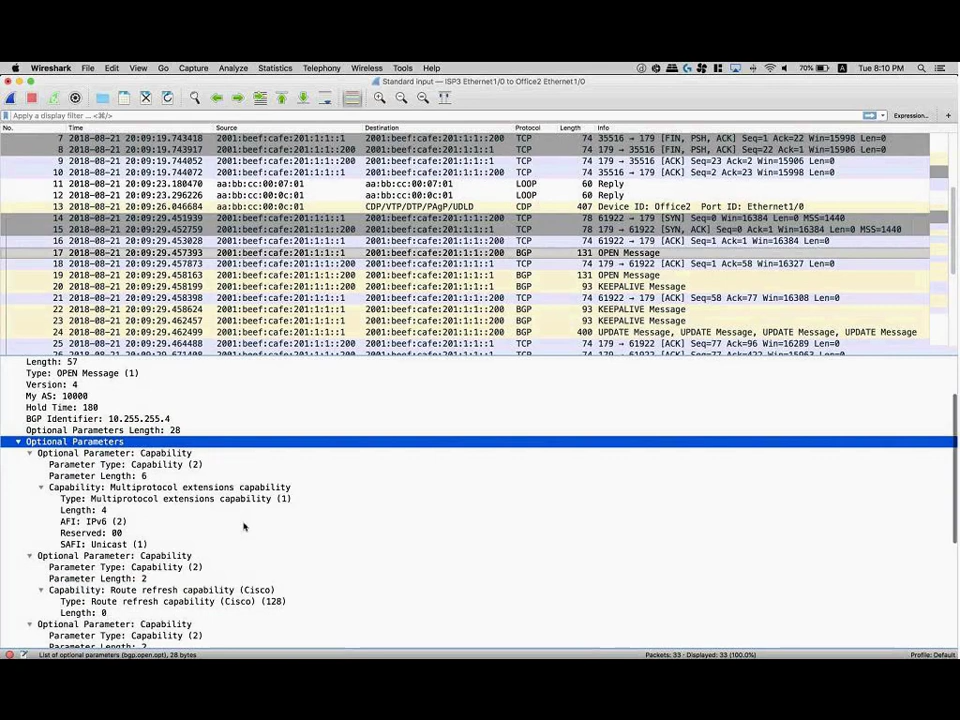 Wireshark File Edit View Go Capture Analyze Statistics Telephony Wireless Tools Help 70% A Tue 8:10 PM
Standard input — ISP3 Ethernet1/0 to Office2 Ethernet1/0
Apply a display filter ... <⌘/> Expression... +
No. Time Source Destination Protocol Length Info
7 2018-08-21 20:09:19.743418 2001:beef:cafe:201:1:1::1 2001:beef:cafe:201:1:1::200 TCP 74 35516 → 179 [FIN, PSH, ACK] Seq=1 Ack=22 Win=15998 Len=0
8 2018-08-21 20:09:19.743917 2001:beef:cafe:201:1:1::200 2001:beef:cafe:201:1:1::1 TCP 74 179 → 35516 [FIN, PSH, ACK] Seq=22 Ack=1 Win=15906 Len=0
9 2018-08-21 20:09:19.744052 2001:beef:cafe:201:1:1::1 2001:beef:cafe:201:1:1::200 TCP 74 35516 → 179 [ACK] Seq=23 Ack=2 Win=15906 Len=0
10 2018-08-21 20:09:19.744072 2001:beef:cafe:201:1:1::200 2001:beef:cafe:201:1:1::1 TCP 74 179 → 35516 [ACK] Seq=2 Ack=23 Win=15998 Len=0
11 2018-08-21 20:09:23.180470 aa:bb:cc:00:07:01 aa:bb:cc:00:07:01 LOOP 60 Reply
12 2018-08-21 20:09:23.296226 aa:bb:cc:00:0c:01 aa:bb:cc:00:0c:01 LOOP 60 Reply
13 2018-08-21 20:09:26.046684 aa:bb:cc:00:0c:01 CDP/VTP/DTP/PAgP/UDLD CDP 407 Device ID: Office2 Port ID: Ethernet1/0
14 2018-08-21 20:09:29.451939 2001:beef:cafe:201:1:1::1 2001:beef:cafe:201:1:1::200 TCP 78 61922 → 179 [SYN] Seq=0 Win=16384 Len=0 MSS=1440
15 2018-08-21 20:09:29.452759 2001:beef:cafe:201:1:1::200 2001:beef:cafe:201:1:1::1 TCP 78 179 → 61922 [SYN, ACK] Seq=0 Ack=1 Win=16384 Len=0 MSS=1440
16 2018-08-21 20:09:29.453028 2001:beef:cafe:201:1:1::1 2001:beef:cafe:201:1:1::200 TCP 74 61922 → 179 [ACK] Seq=1 Ack=1 Win=16384 Len=0
17 2018-08-21 20:09:29.457393 2001:beef:cafe:201:1:1::1 2001:beef:cafe:201:1:1::200 BGP 131 OPEN Message
18 2018-08-21 20:09:29.457873 2001:beef:cafe:201:1:1::200 2001:beef:cafe:201:1:1::1 TCP 74 179 → 61922 [ACK] Seq=1 Ack=58 Win=16327 Len=0
19 2018-08-21 20:09:29.458163 2001:beef:cafe:201:1:1::200 2001:beef:cafe:201:1:1::1 BGP 131 OPEN Message
20 2018-08-21 20:09:29.458199 2001:beef:cafe:201:1:1::200 2001:beef:cafe:201:1:1::1 BGP 93 KEEPALIVE Message
21 2018-08-21 20:09:29.458398 2001:beef:cafe:201:1:1::1 2001:beef:cafe:201:1:1::200 TCP 74 61922 → 179 [ACK] Seq=58 Ack=77 Win=16308 Len=0
22 2018-08-21 20:09:29.458624 2001:beef:cafe:201:1:1::1 2001:beef:cafe:201:1:1::200 BGP 93 KEEPALIVE Message
23 2018-08-21 20:09:29.462457 2001:beef:cafe:201:1:1::1 2001:beef:cafe:201:1:1::200 BGP 93 KEEPALIVE Message
24 2018-08-21 20:09:29.462499 2001:beef:cafe:201:1:1::1 2001:beef:cafe:201:1:1::200 BGP 400 UPDATE Message, UPDATE Message, UPDATE Message, UPDATE Message
25 2018-08-21 20:09:29.464488 2001:beef:cafe:201:1:1::200 2001:beef:cafe:201:1:1::1 TCP 74 179 → 61922 [ACK] Seq=77 Ack=96 Win=16289 Len=0
Length: 57
Type: OPEN Message (1)
Version: 4
My AS: 10000
Hold Time: 180
BGP Identifier: 10.255.255.4
Optional Parameters Length: 28
Optional Parameters
Optional Parameter: Capability
Parameter Type: Capability (2)
Parameter Length: 6
Capability: Multiprotocol extensions capability
Type: Multiprotocol extensions capability (1)
Length: 4
AFI: IPv6 (2)
Reserved: 00
SAFI: Unicast (1)
Optional Parameter: Capability
Parameter Type: Capability (2)
Parameter Length: 2
Capability: Route refresh capability (Cisco)
Type: Route refresh capability (Cisco) (128)
Length: 0
Optional Parameter: Capability
Parameter Type: Capability (2)
Parameter Length: 2
List of optional parameters (bgp.open.opt), 28 bytes Packets: 33 · Displayed: 33 (100.0%) Profile: Default